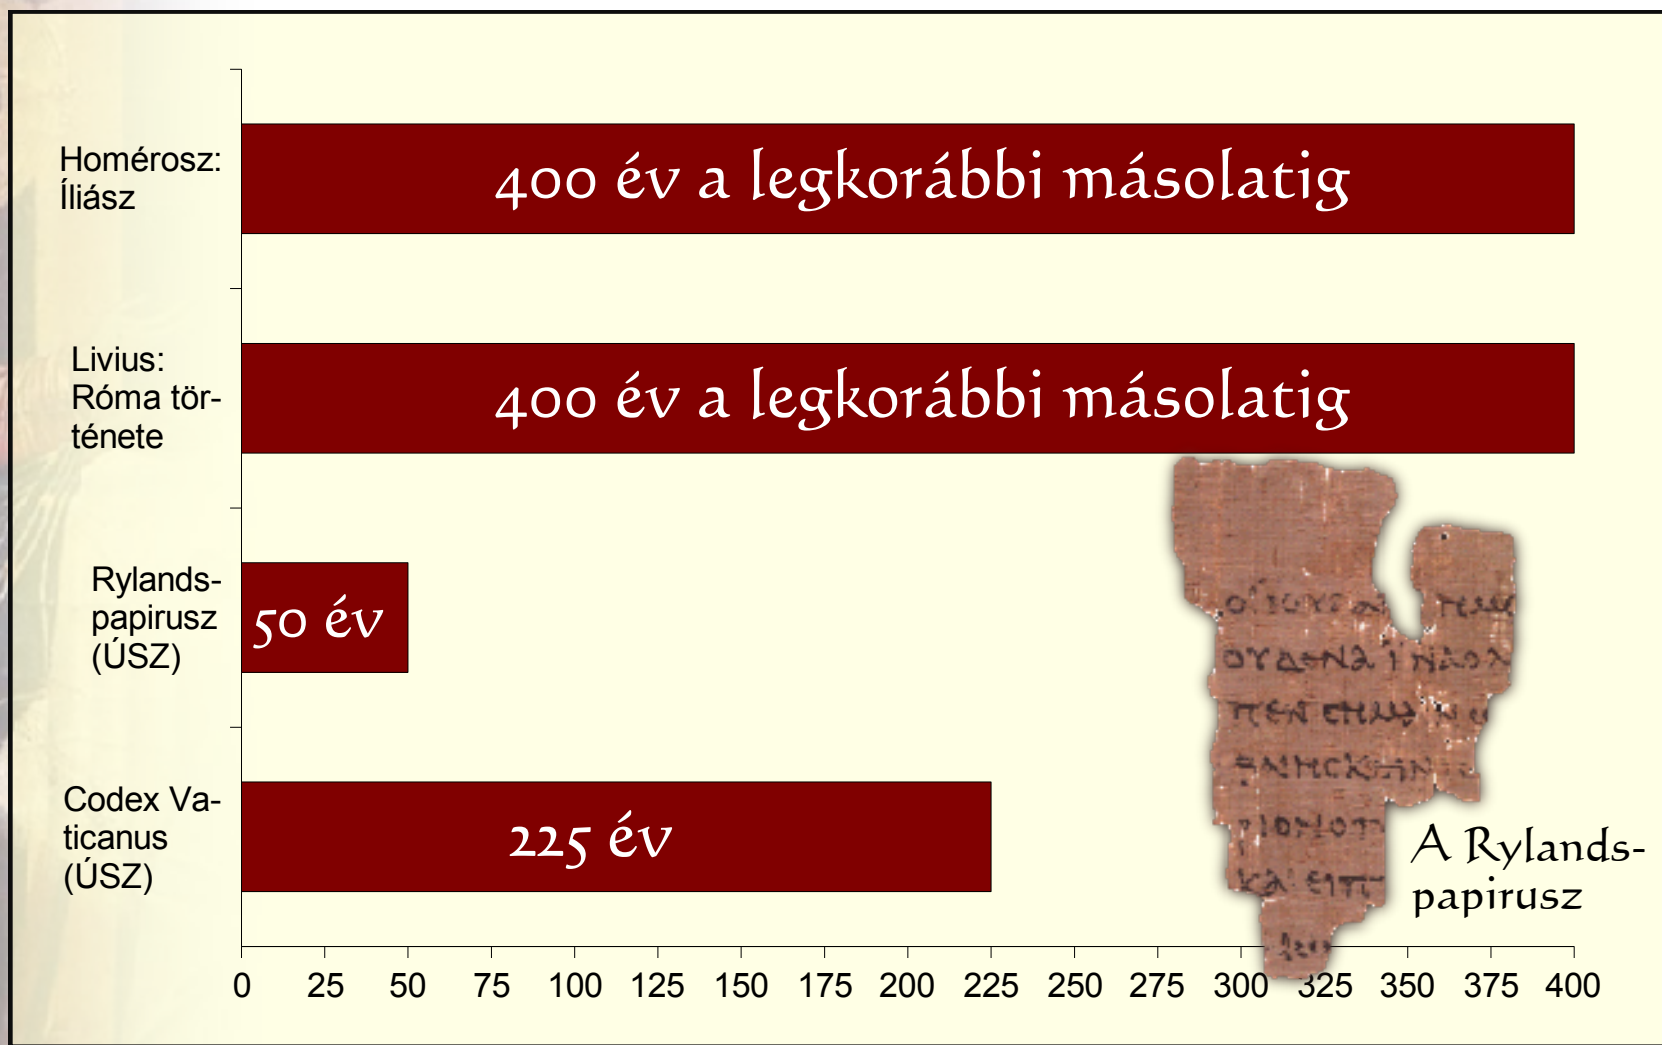 Homérosz:
Íliász
400 év a legkorábbi másolatig
Livius:
Róma tör-
ténete
400 év a legkorábbi másolatig
Rylands-
papirusz
(ÚSZ)
50 év
Codex Va-
ticanus
(ÚSZ)
225 év
ΟΥΔΕΝΑ ΙΝΑΟΛ
A Rylands-
papirusz
0 25 50 75 100 125 150 175 200 225 250 275 300 325 350 375 400